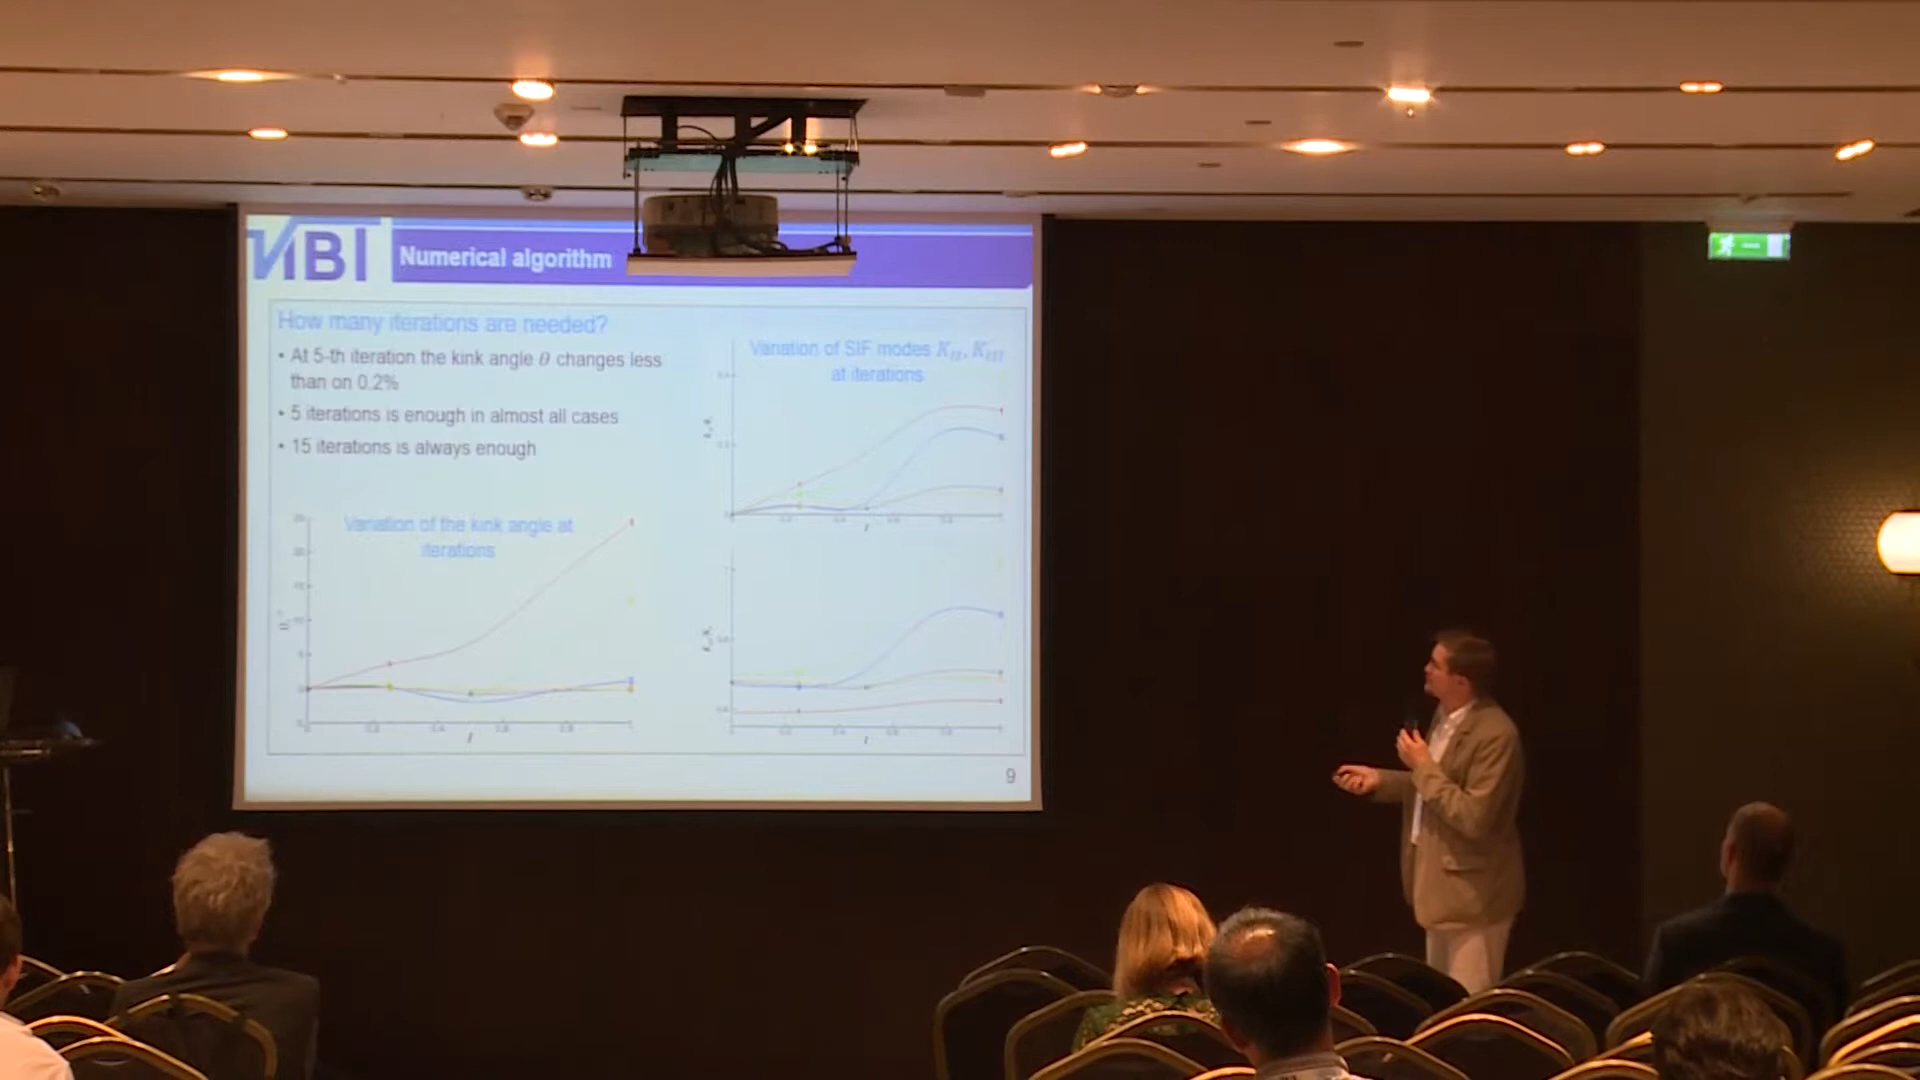 Numerical algorithm
How many iterations are needed?
• At 5-th iteration the kink angle θ changes less
than on 0.2%
• 5 iterations is enough in almost all cases
• 15 iterations is always enough
Variation of SIF modes K_II, K_III
at iterations
Variation of the kink angle at
iterations
9